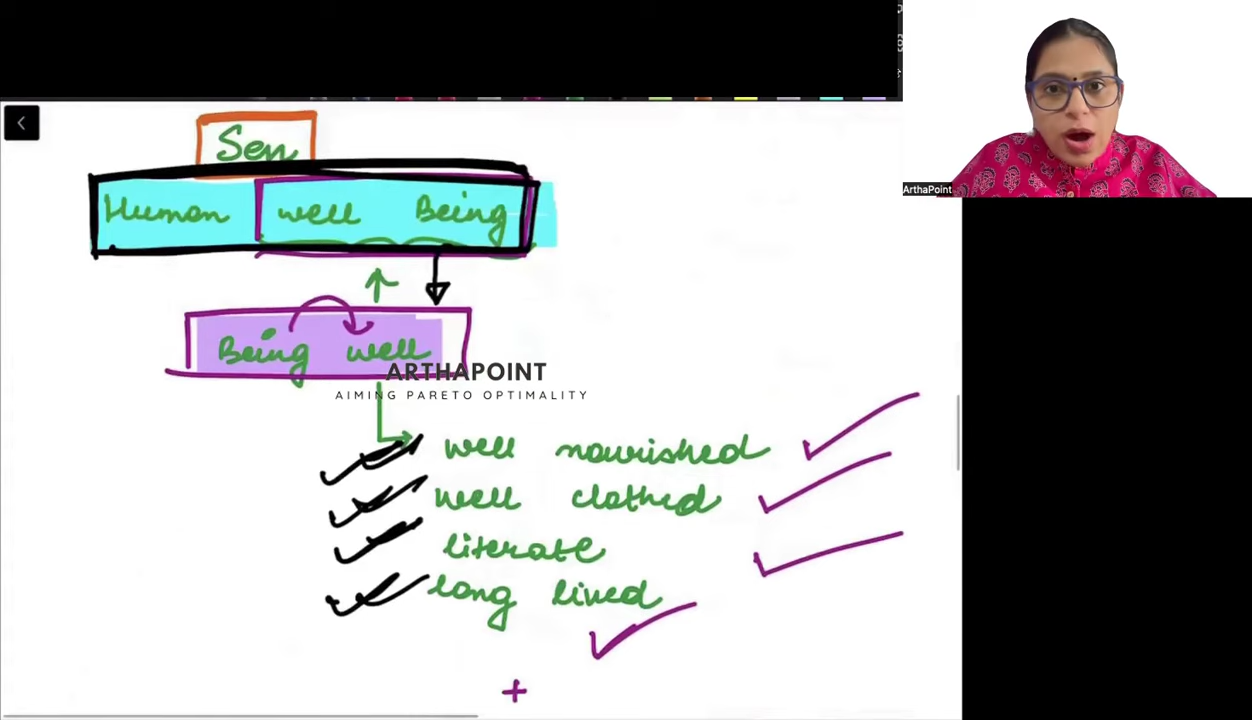 Sen
Human well Being
Being well
ARTHAPOINT
AIMING PARETO OPTIMALITY
well nourished
well clothed
literate
long lived
+
ArthaPoint